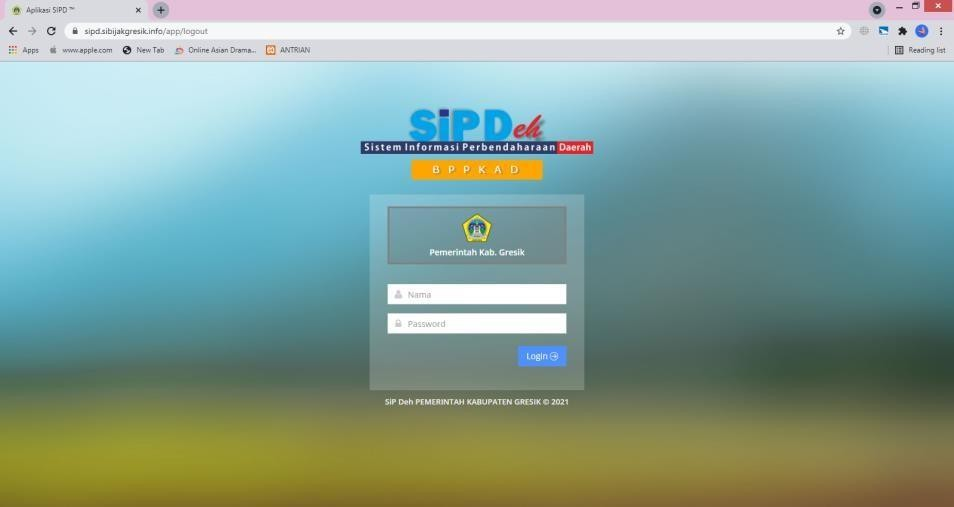 Aplikasi SIPD ™
sipd.sibijakgresik.info/app/logout
Apps www.apple.com New Tab Online Asian Drama... ANTRIAN Reading list
SiPDeh
Sistem Informasi Perbendaharaan Daerah
BPPKAD
Pemerintah Kab. Gresik
Nama
Password
Login
SiP Deh PEMERINTAH KABUPATEN GRESIK © 2021